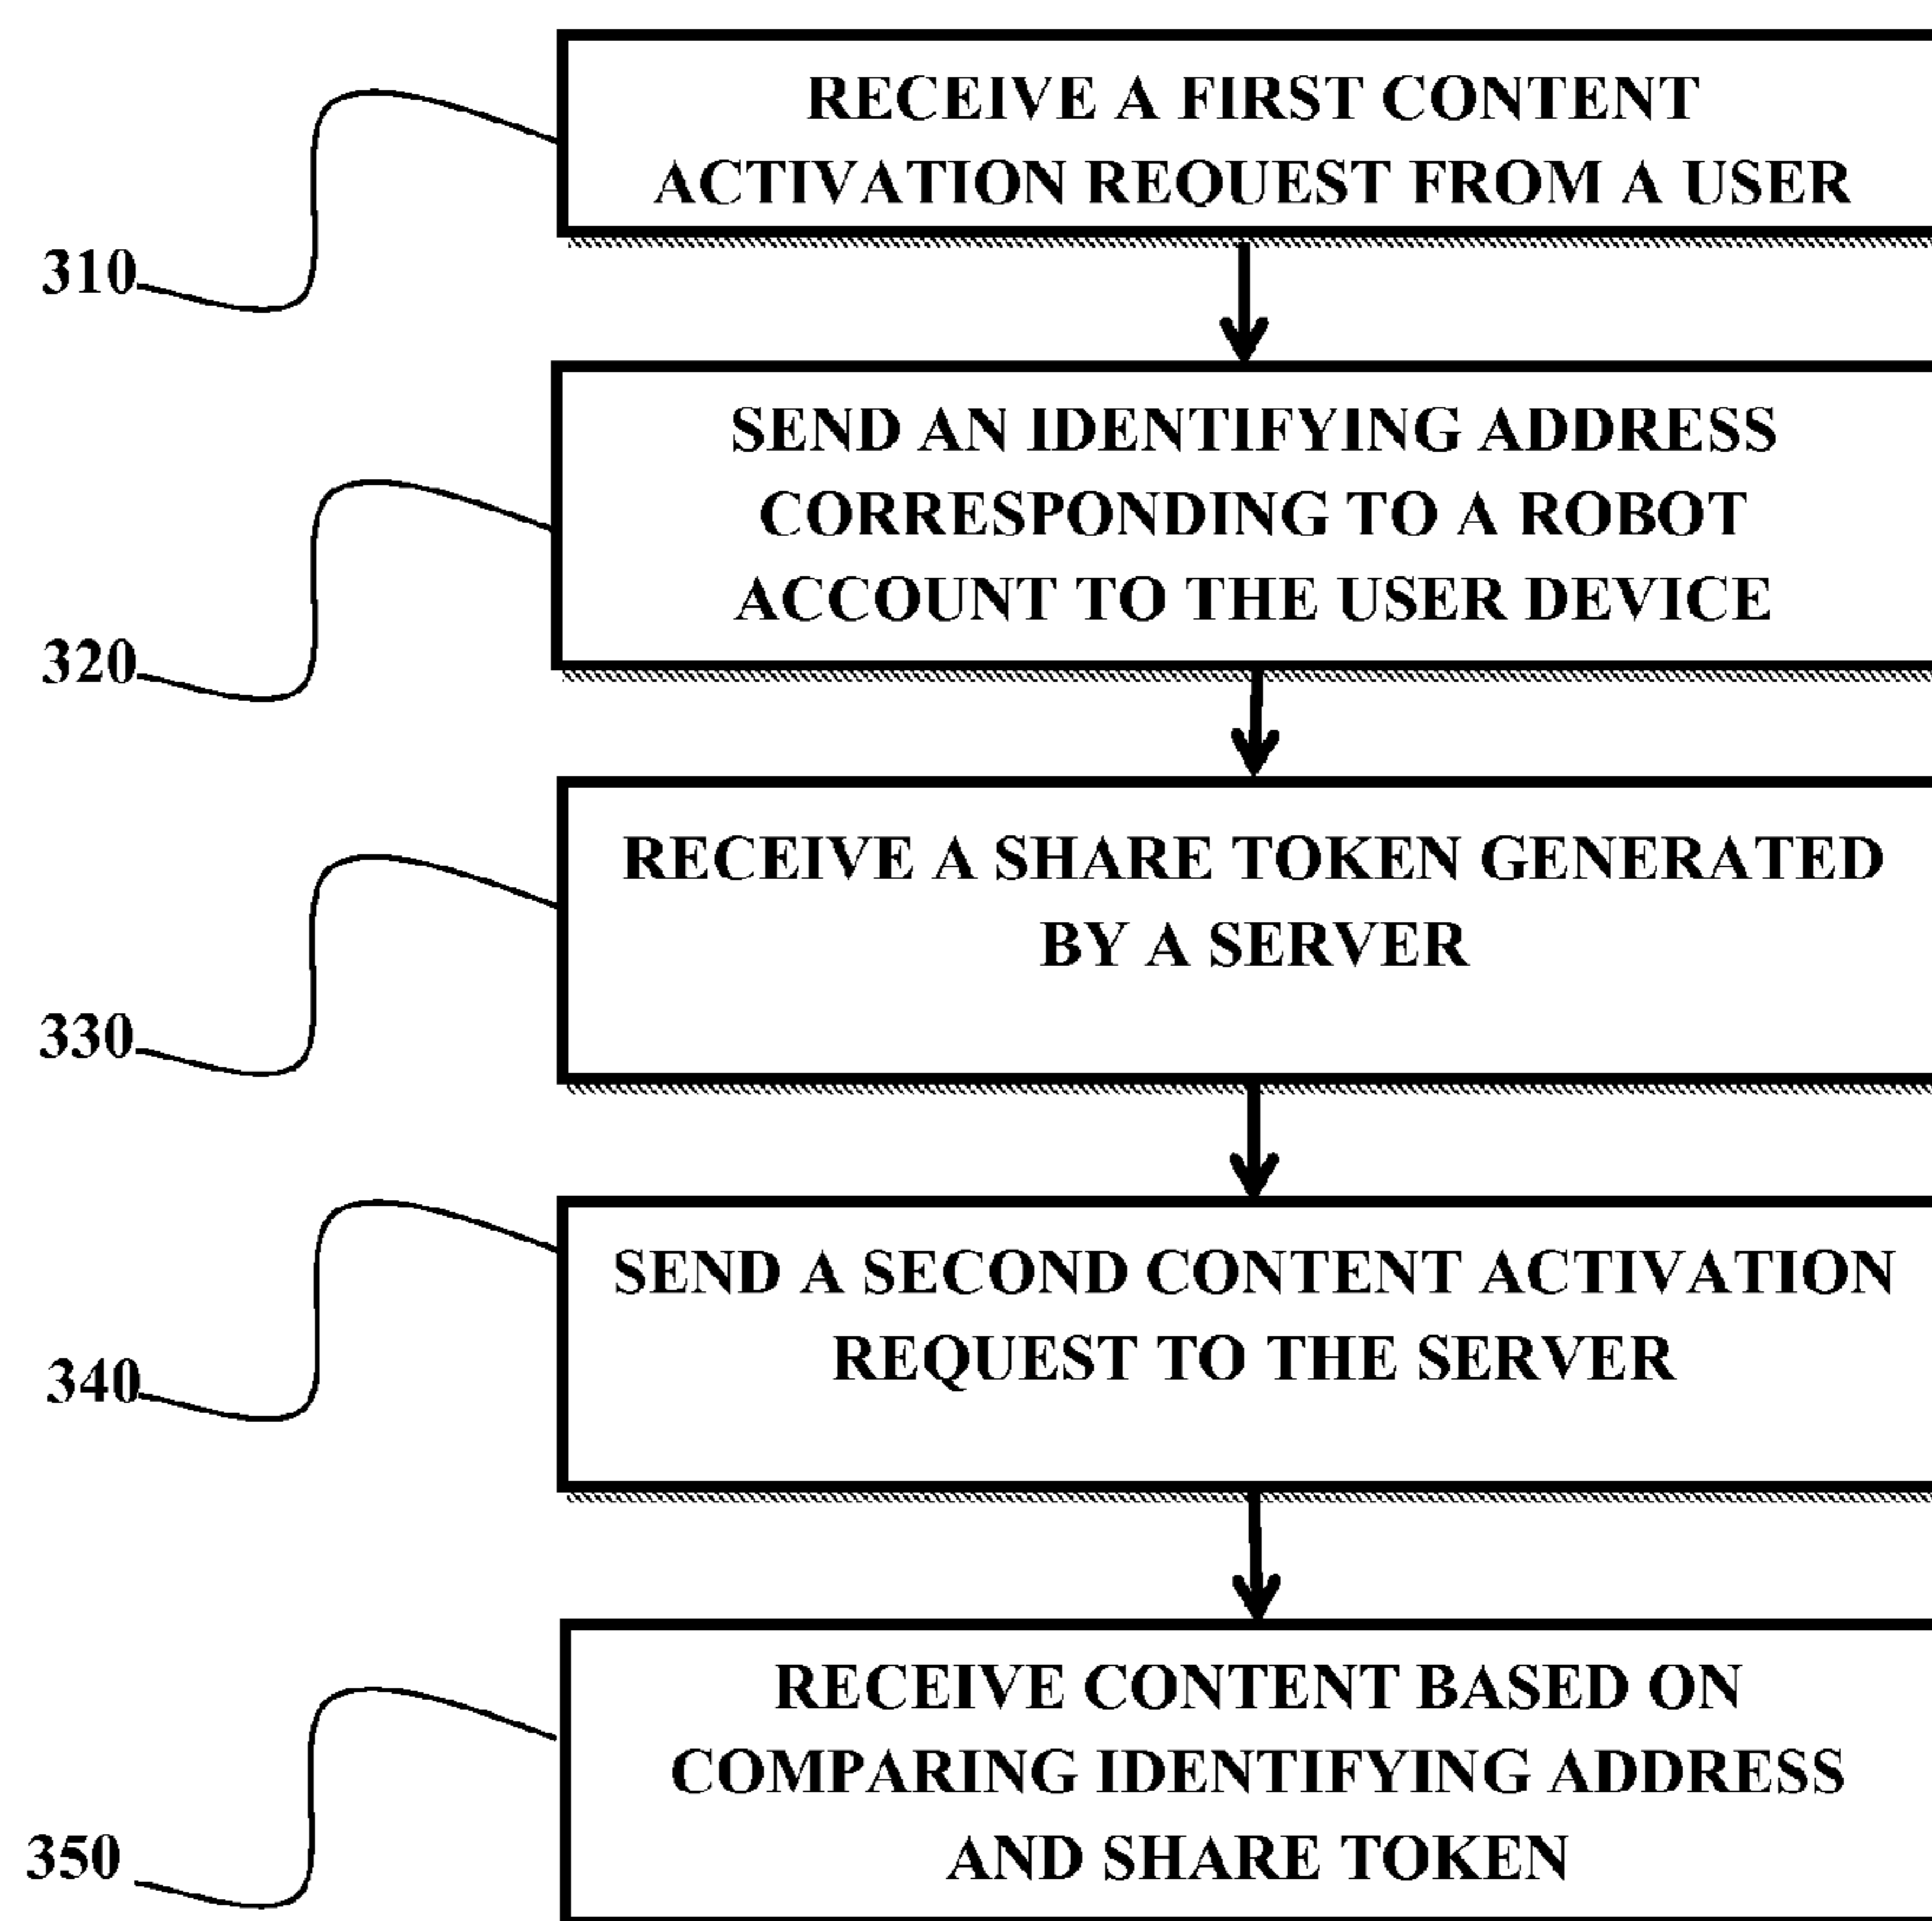 RECEIVE A FIRST CONTENT
ACTIVATION REQUEST FROM A USER
310
SEND AN IDENTIFYING ADDRESS
CORRESPONDING TO A ROBOT
ACCOUNT TO THE USER DEVICE
320
RECEIVE A SHARE TOKEN GENERATED
BY A SERVER
330
SEND A SECOND CONTENT ACTIVATION
REQUEST TO THE SERVER
340
RECEIVE CONTENT BASED ON
COMPARING IDENTIFYING ADDRESS
AND SHARE TOKEN
350